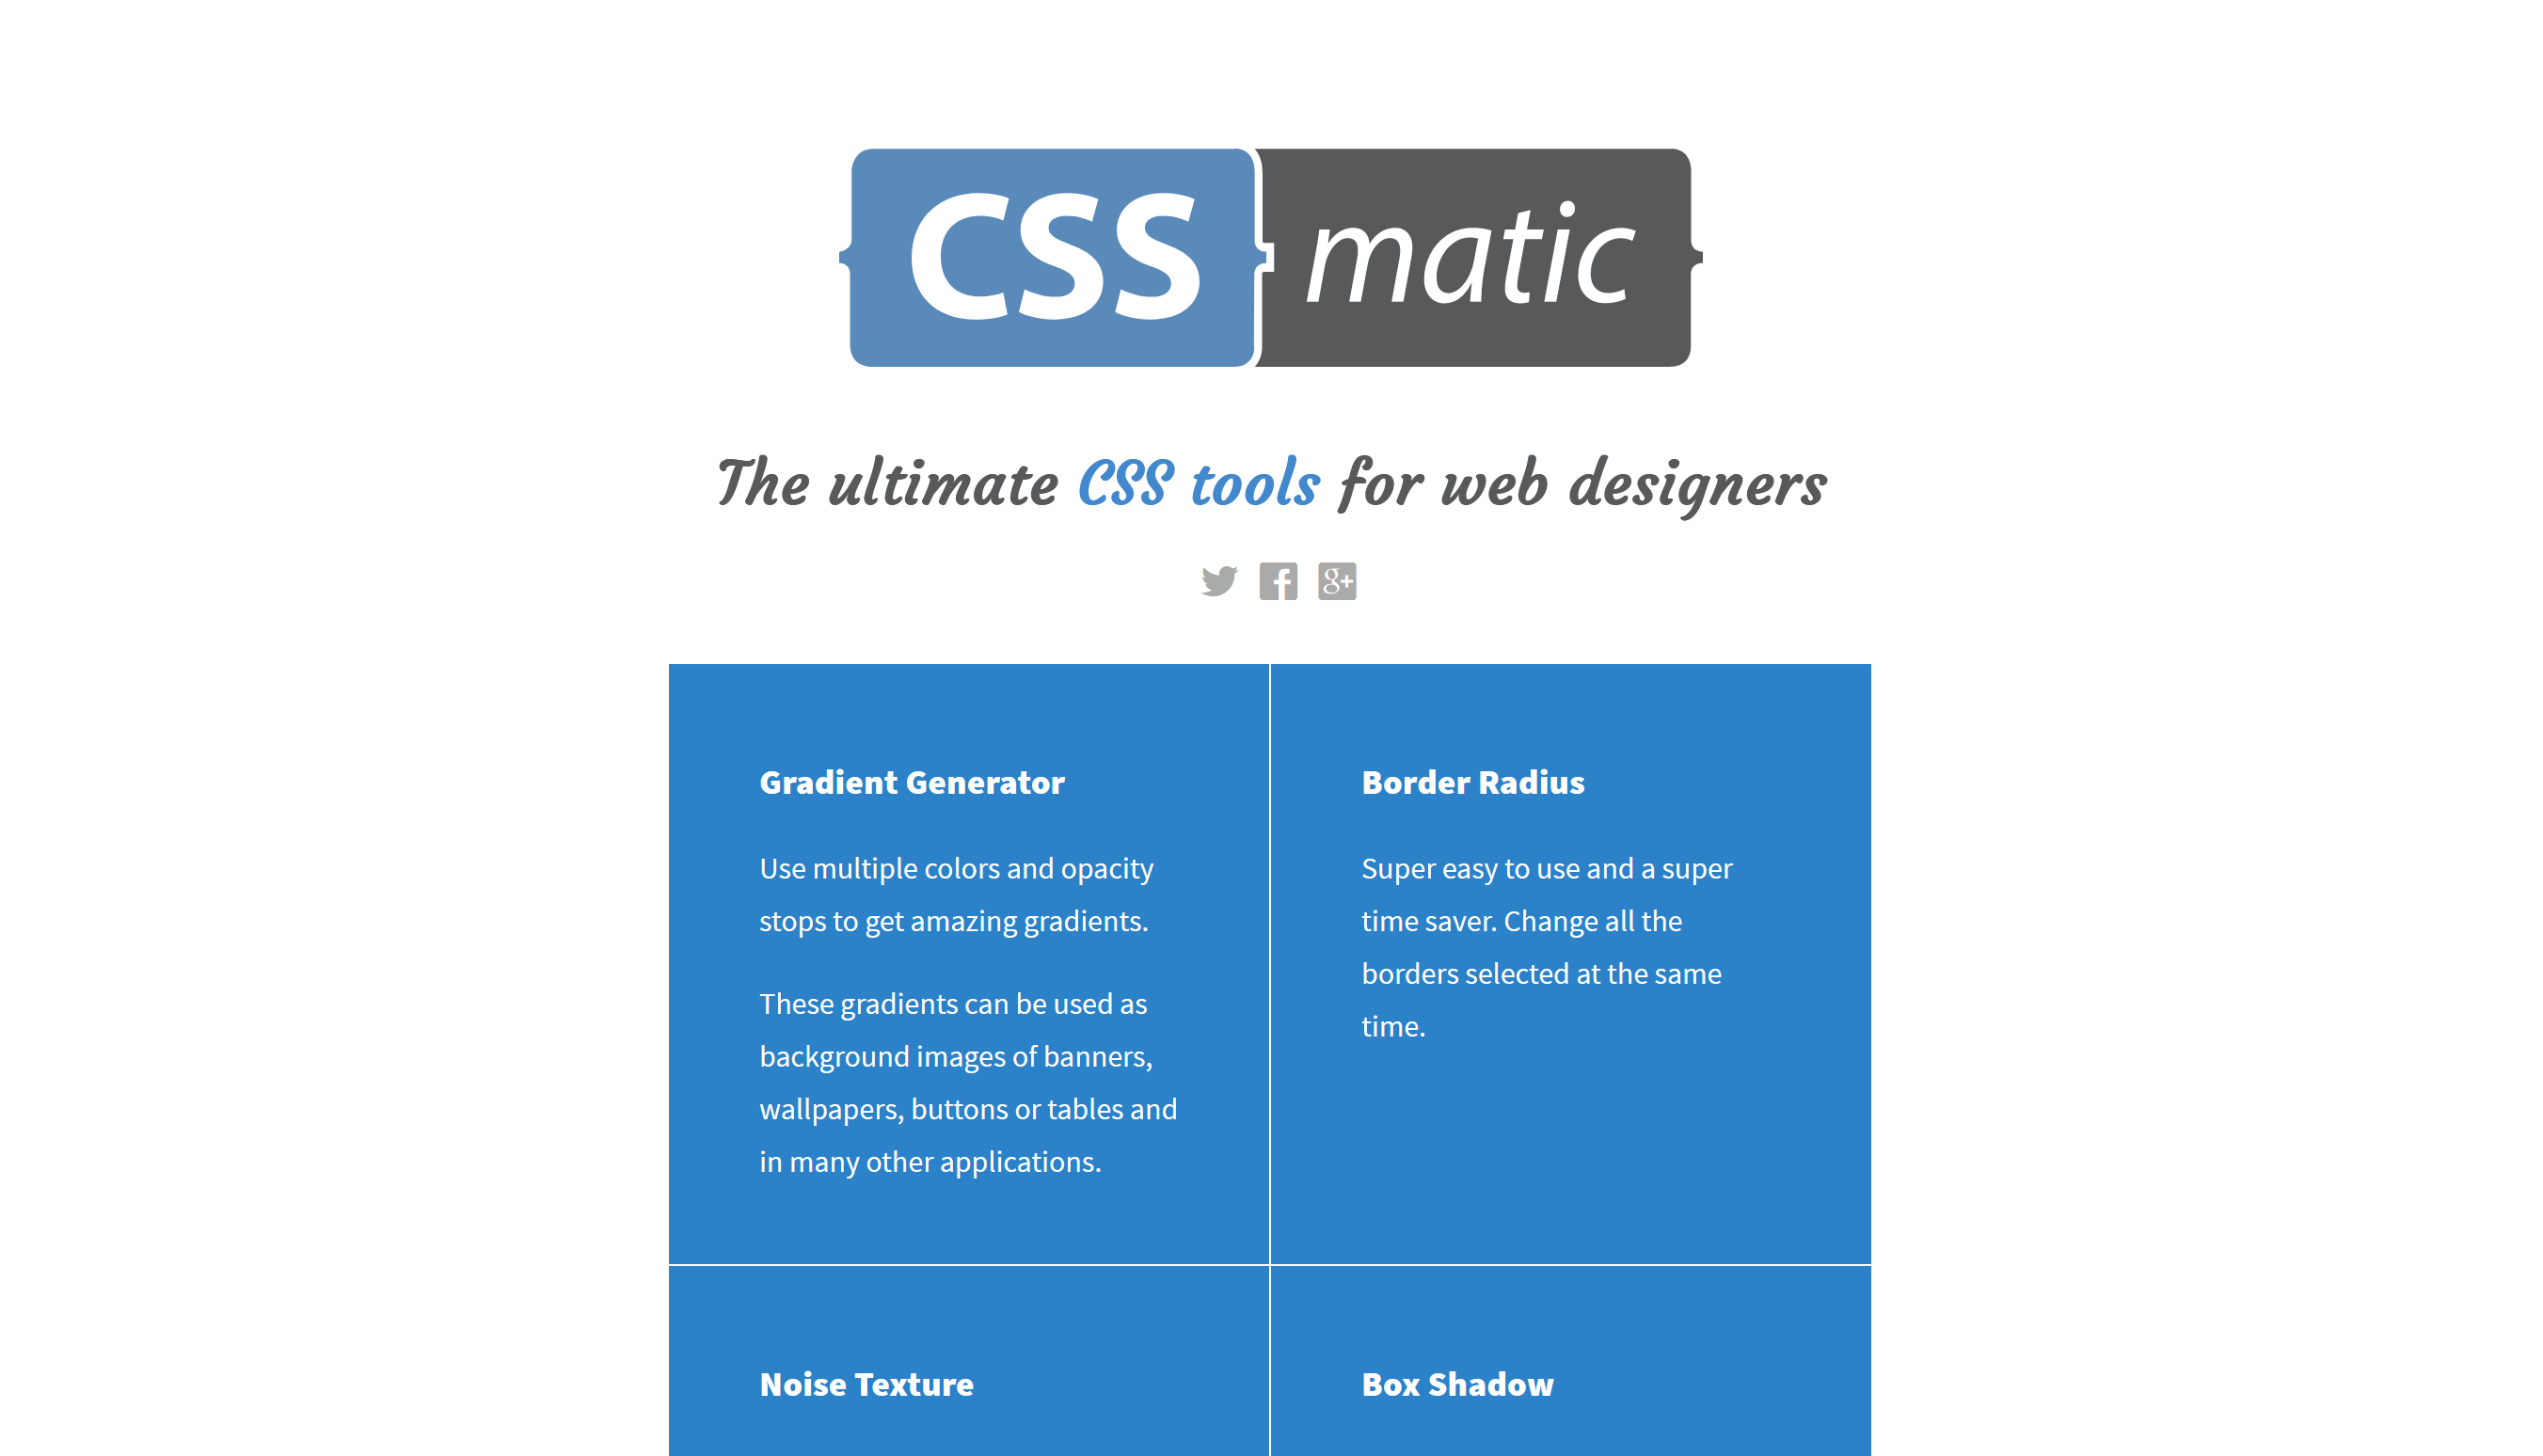 CSS matic
The ultimate CSS tools for web designers
g+
Gradient Generator
Use multiple colors and opacity
stops to get amazing gradients.
These gradients can be used as
background images of banners,
wallpapers, buttons or tables and
in many other applications.
Border Radius
Super easy to use and a super
time saver. Change all the
borders selected at the same
time.
Noise Texture
Box Shadow